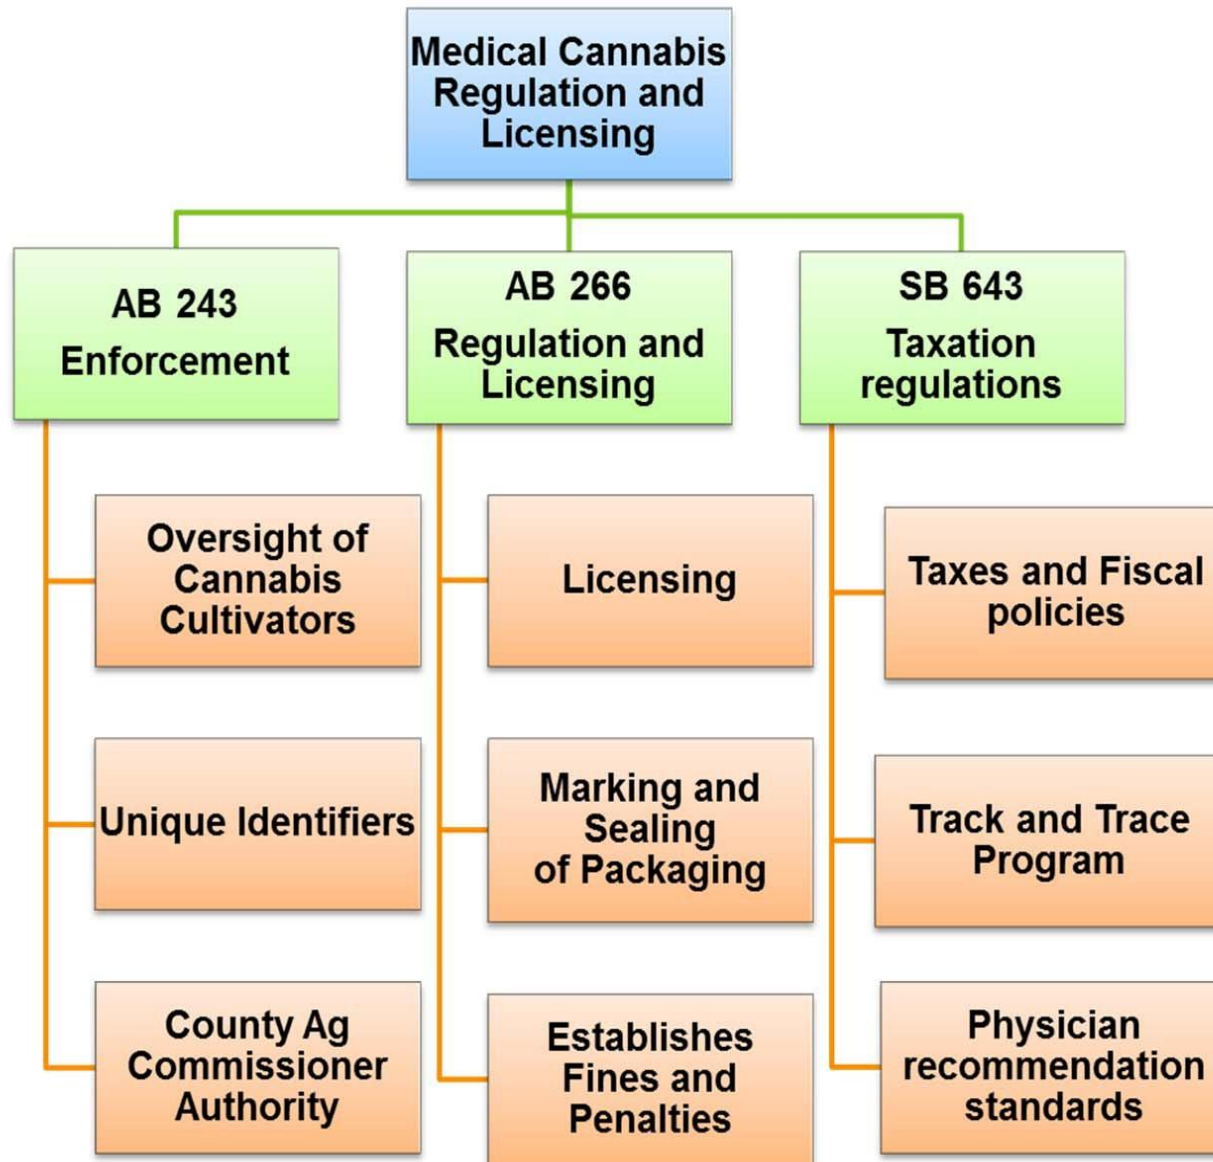 Medical Cannabis
Regulation and
Licensing
AB 243
Enforcement
AB 266
Regulation and
Licensing
SB 643
Taxation
regulations
Oversight of
Cannabis
Cultivators
Unique Identifiers
County Ag
Commissioner
Authority
Licensing
Marking and
Sealing
of Packaging
Establishes
Fines and
Penalties
Taxes and Fiscal
policies
Track and Trace
Program
Physician
recommendation
standards